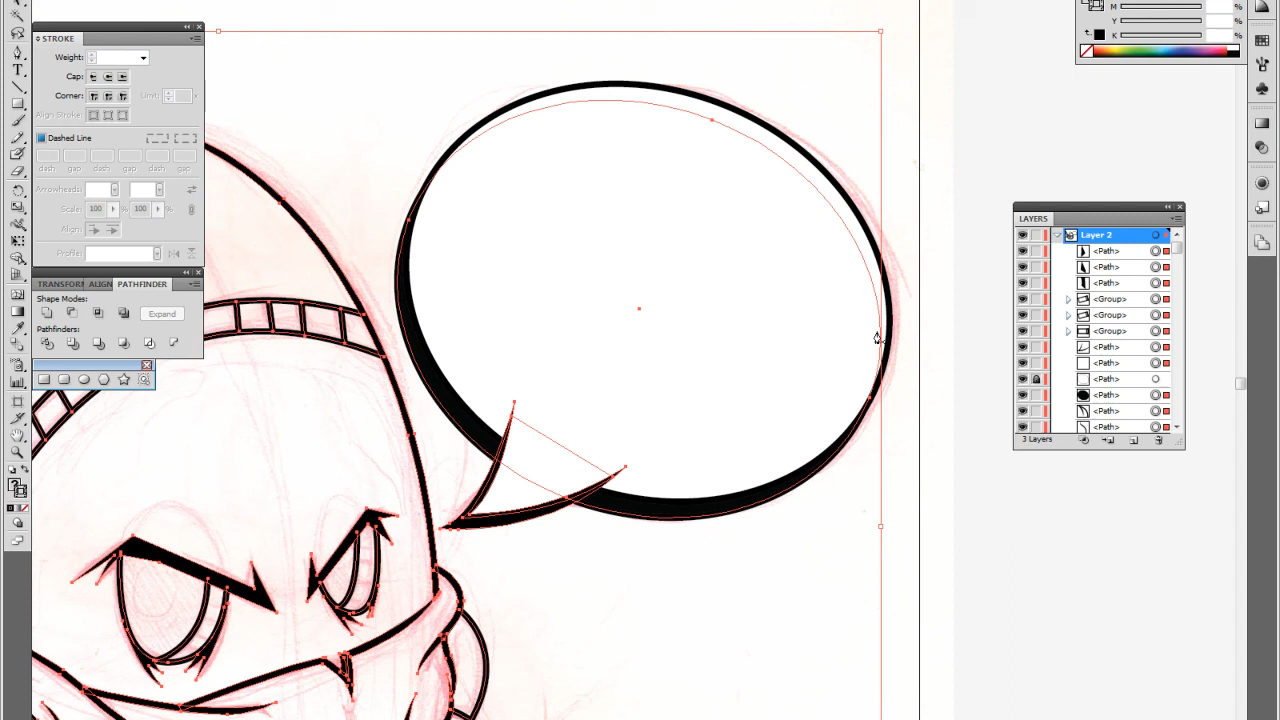 M %
Y %
K %
STROKE
Weight:
Cap:
Corner: Limit: x
Align Stroke:
Dashed Line
dash gap dash gap dash gap
Arrowheads:
Scale: 100 % 100 %
Align:
Profile:
TRANSFORM ALIGN PATHFINDER
Shape Modes:
Expand
Pathfinders:
T
LAYERS
Layer 2
<Path>
<Path>
<Path>
<Group>
<Group>
<Group>
<Path>
<Path>
<Path>
<Path>
<Path>
<Path>
3 Layers